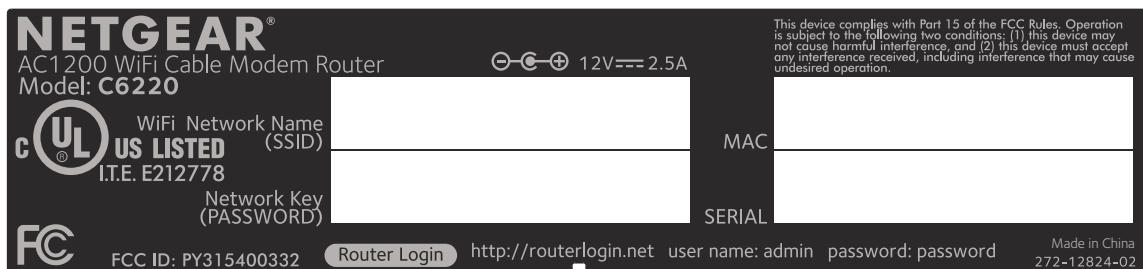 NETGEAR®
AC1200 WiFi Cable Modem Router
Model: C6220
12V⎓2.5A
This device complies with Part 15 of the FCC Rules. Operation
is subject to the following two conditions: (1) this device may
not cause harmful interference, and (2) this device must accept
any interference received, including interference that may cause
undesired operation.
C UL® US LISTED
I.T.E. E212778
WiFi Network Name
(SSID)
Network Key
(PASSWORD)
MAC
SERIAL
FC
FCC ID: PY315400332
Router Login http://routerlogin.net user name: admin password: password
Made in China
272-12824-02